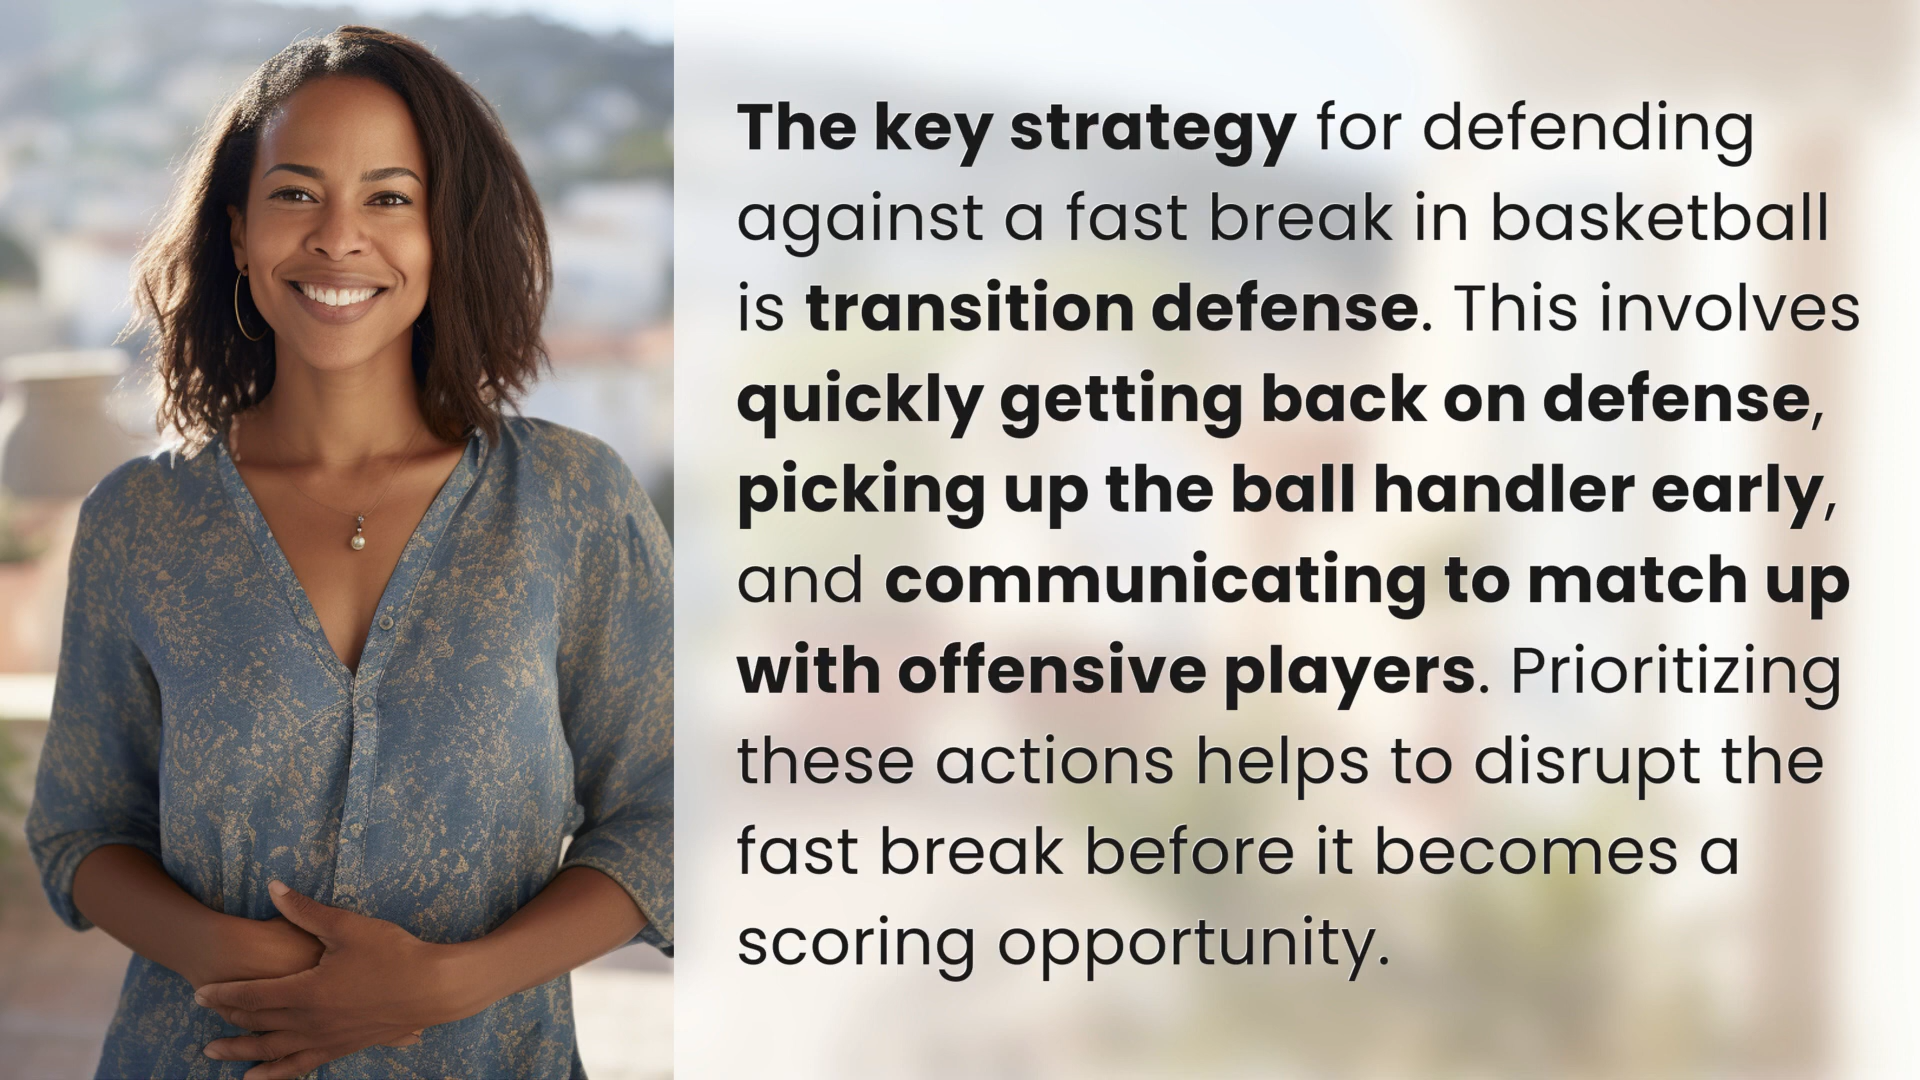 The key strategy for defending
against a fast break in basketball
is transition defense. This involves
quickly getting back on defense,
picking up the ball handler early,
and communicating to match up
with offensive players. Prioritizing
these actions helps to disrupt the
fast break before it becomes a
scoring opportunity.